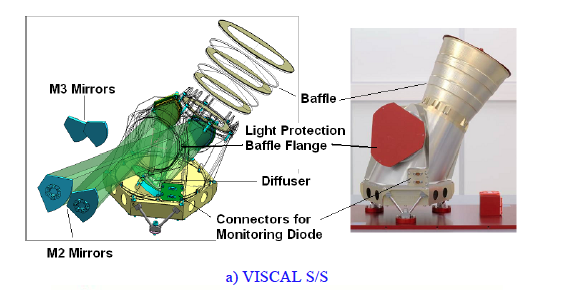 M3 Mirrors
Baffle
Light Protection
Baffle Flange
Diffuser
Connectors for
Monitoring Diode
M2 Mirrors
a) VISCAL S/S